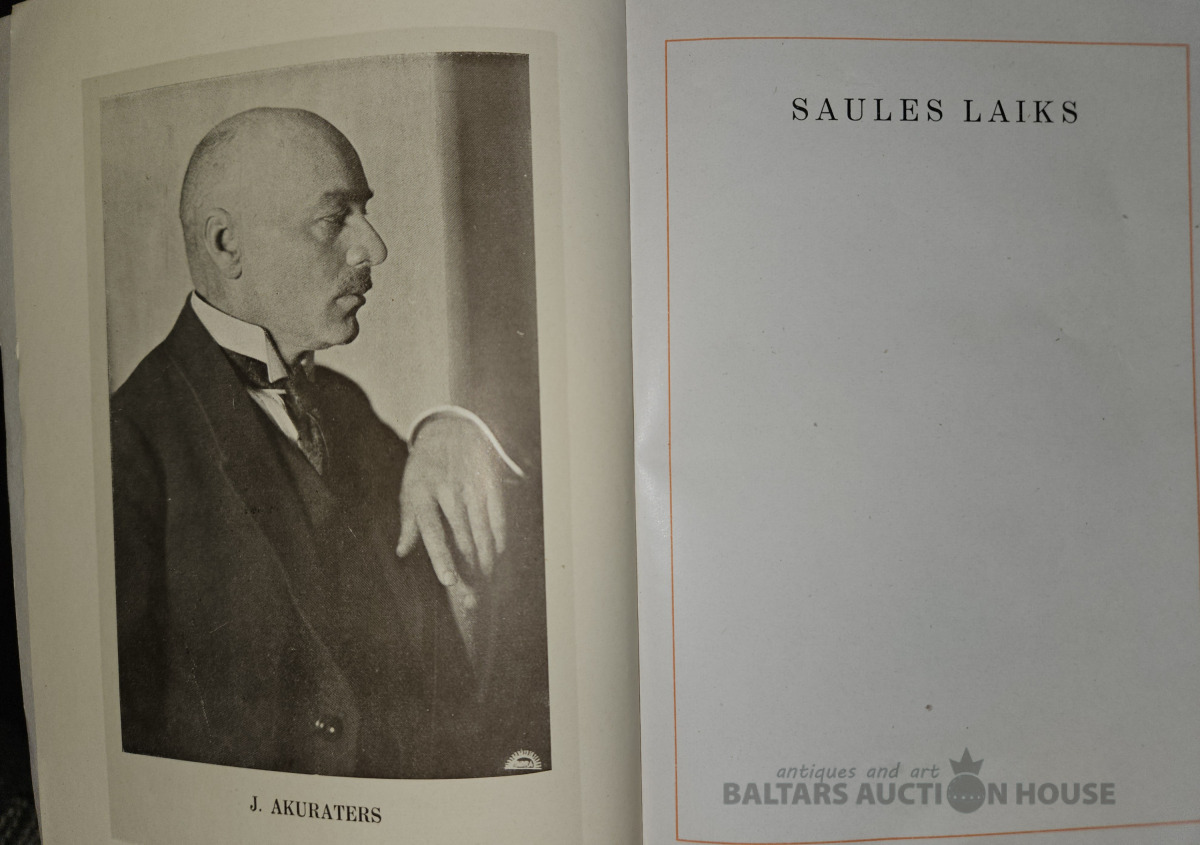 J. AKURATERS
SAULES LAIKS
antiques and art
BALTARS AUCTION HOUSE